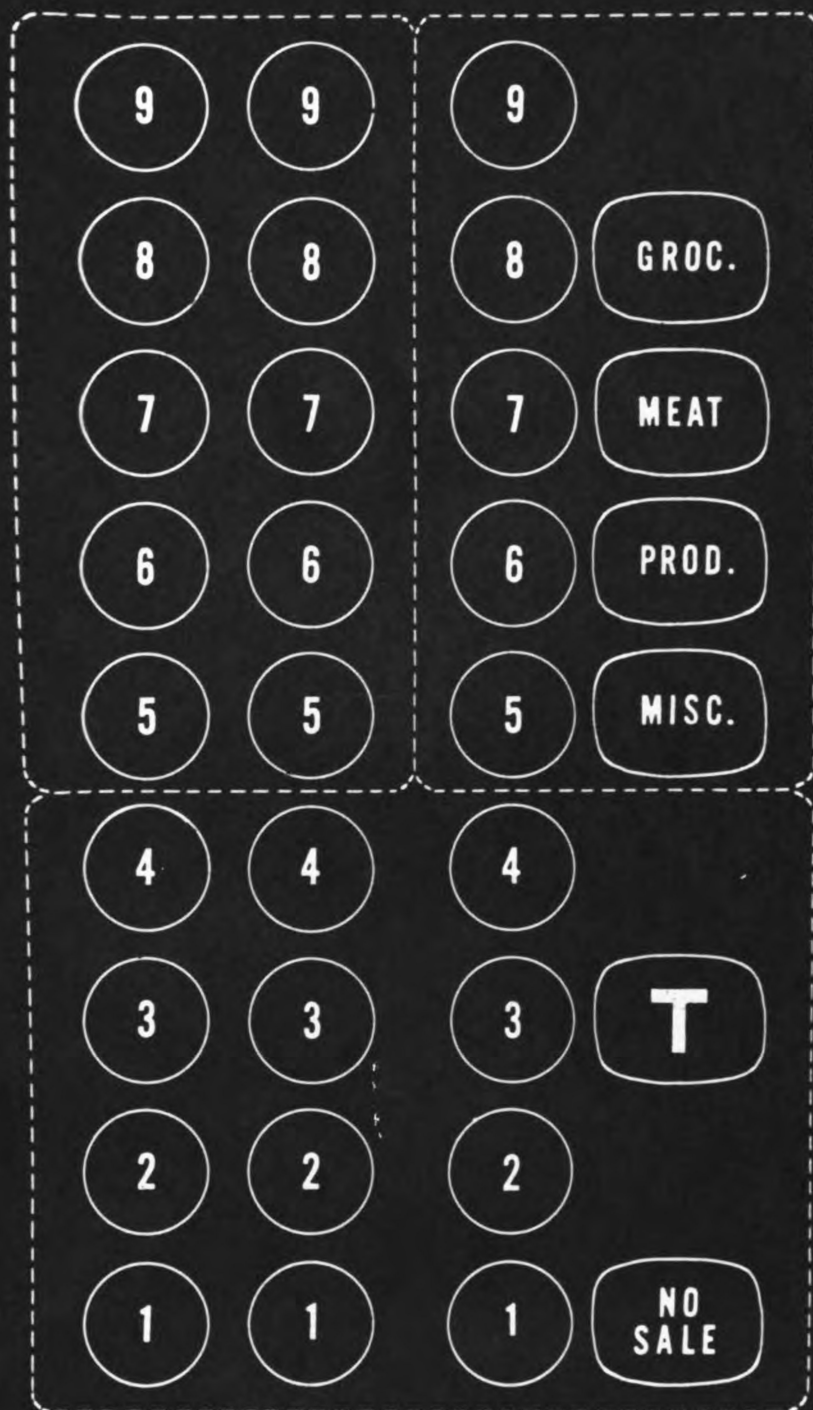 9 9 9
8 8 8 GROC.
7 7 7 MEAT
6 6 6 PROD.
5 5 5 MISC.
4 4 4
3 3 3 T
2 2 2
1 1 1 NO
SALE